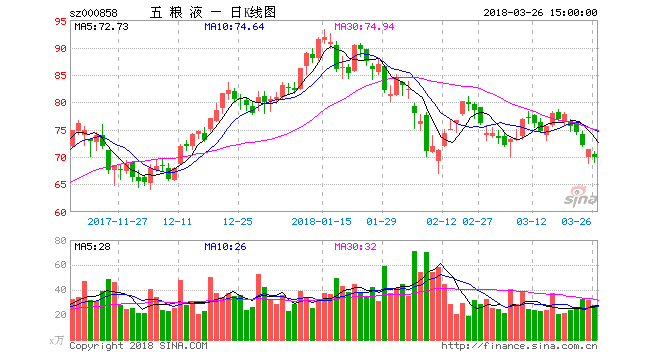 sz000858 五 粮 液 — 日K线图 2018-03-26 15:00:00
MA5:72.73 MA10:74.64 MA30:74.94
95
90
85
80
75
70
65
60
2017-11-27 12-11 12-25 2018-01-15 01-29 02-12 02-27 03-12 03-26
sina
MA5:28 MA10:26 MA30:32
80
60
40
20
x万
Copyright 2018 SINA.COM http://finance.sina.com.cn